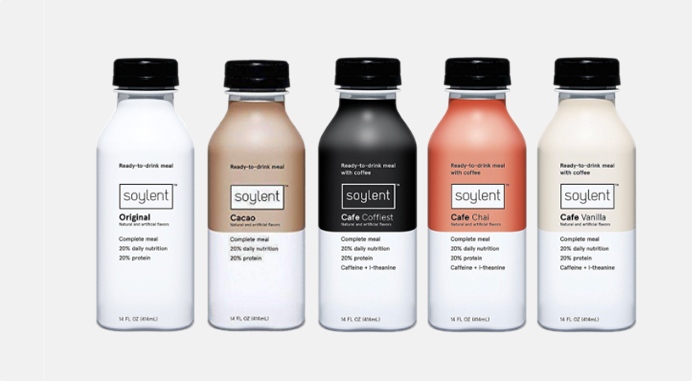 Ready-to-drink meal
soylent™
Original
Natural and artificial flavors
Complete meal
20% daily nutrition
20% protein
14 FL OZ (414mL)
Ready-to-drink meal
soylent™
Cacao
Natural and artificial flavors
Complete meal
20% daily nutrition
20% protein
14 FL OZ (414mL)
Ready-to-drink meal
with coffee
soylent™
Cafe Coffiest
Natural and artificial flavors
Complete meal
20% daily nutrition
20% protein
Caffeine + l-theanine
14 FL OZ (414mL)
Ready-to-drink meal
with coffee
soylent™
Cafe Chai
Natural and artificial flavors
Complete meal
20% daily nutrition
20% protein
Caffeine + l-theanine
14 FL OZ (414mL)
Ready-to-drink meal
with coffee
soylent™
Cafe Vanilla
Natural and artificial flavors
Complete meal
20% daily nutrition
20% protein
Caffeine + l-theanine
14 FL OZ (414mL)